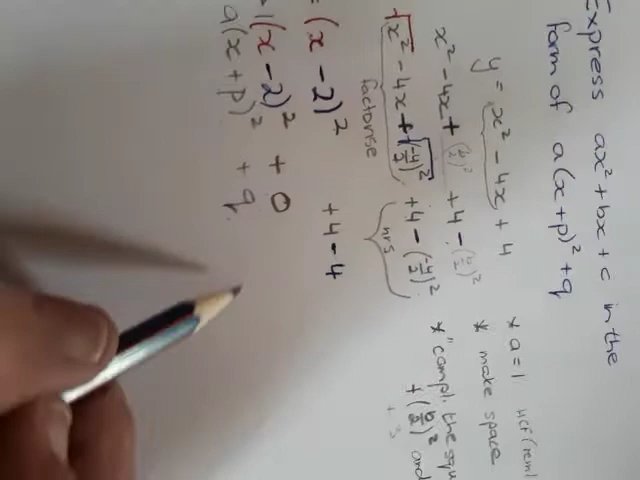 Express ax² + bx + c in the
form of a(x+p)² + q
y = x² - 4x + 4
x² - 4x + (b/2)² + 4 - (b/2)²
√x² - 4x + √(-4/2)² + 4 - (-4/2)²
factorise
= (x - 2)² + 4 - 4
= 1(x - 2)² + 0
a(x + p)² + q
* a = 1
* make space
* "compl. the squ
+ (b/2)² and